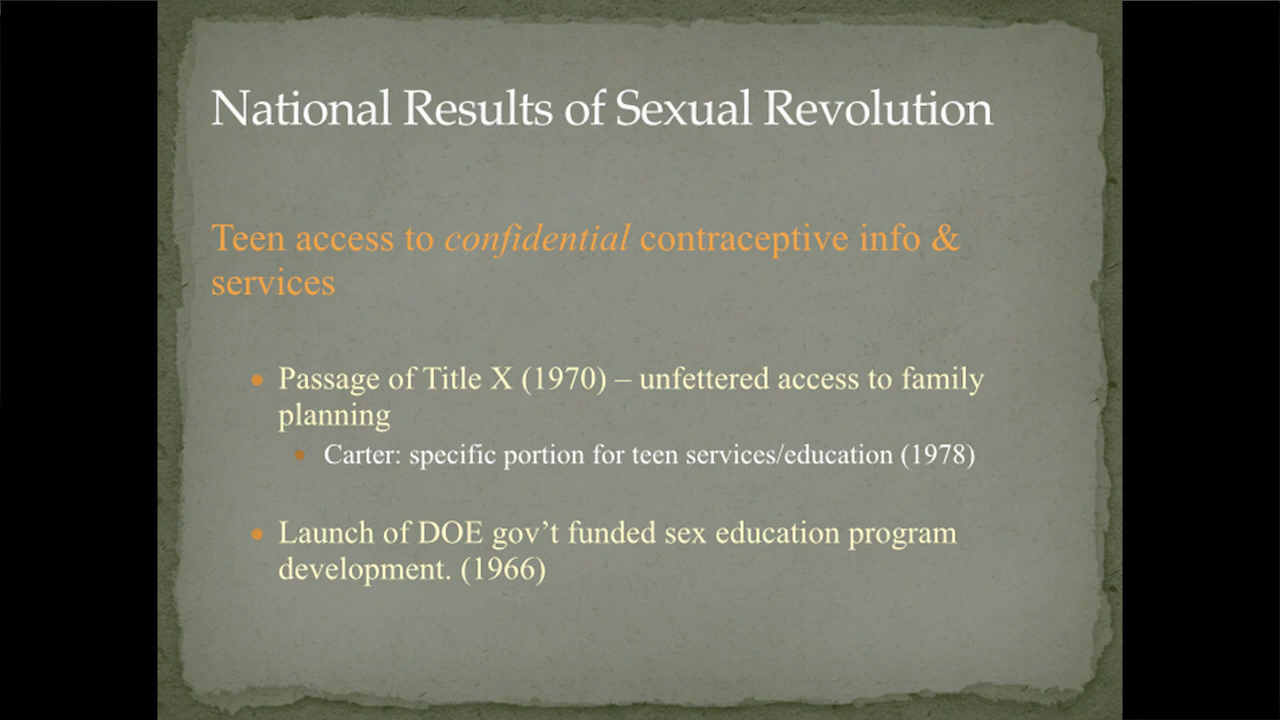 National Results of Sexual Revolution
Teen access to confidential contraceptive info &
services
• Passage of Title X (1970) – unfettered access to family
planning
• Carter: specific portion for teen services/education (1978)
• Launch of DOE gov’t funded sex education program
development. (1966)